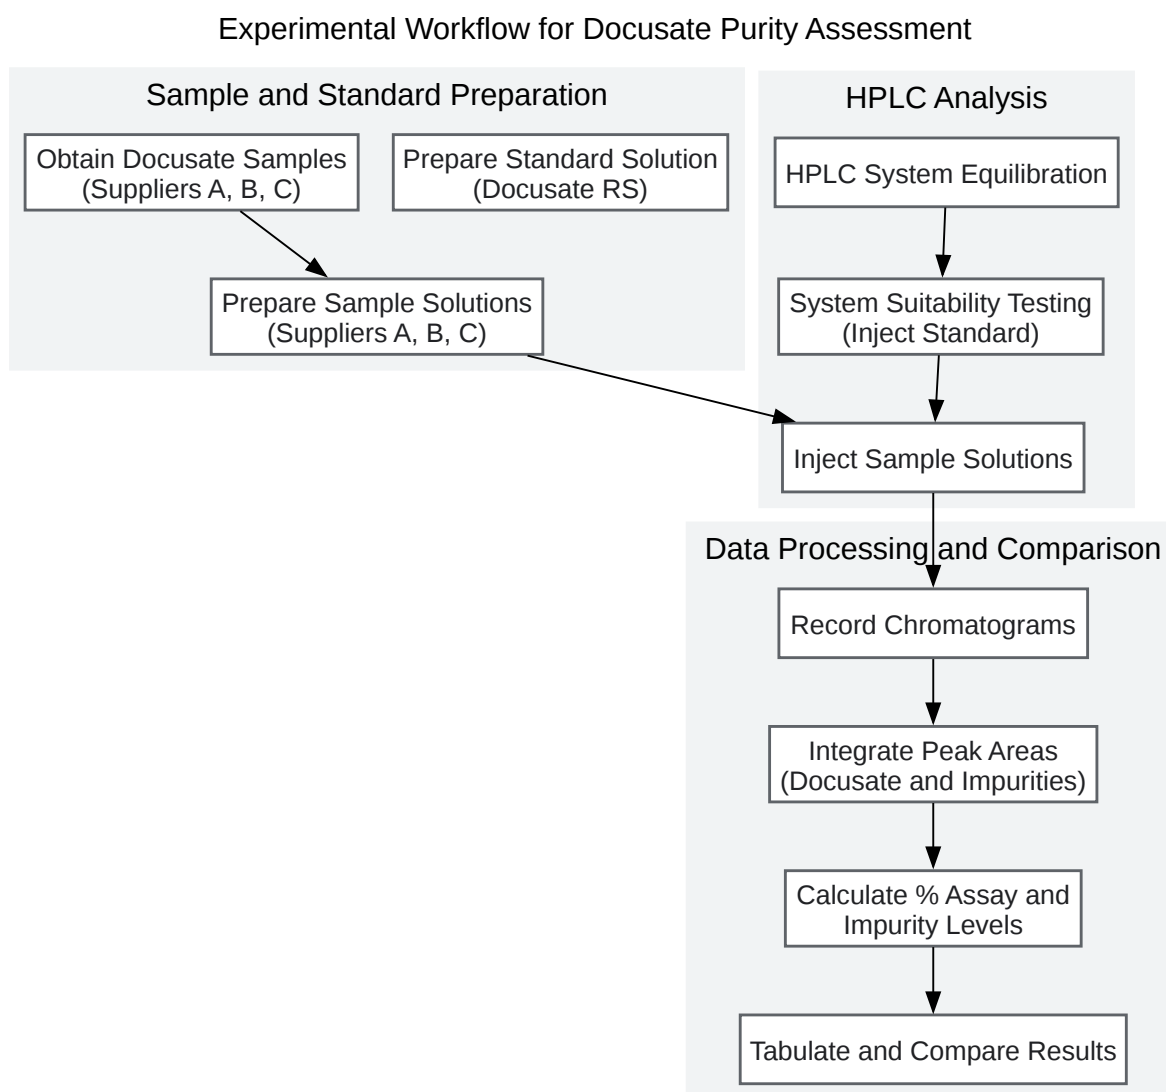 Experimental Workflow for Docusate Purity Assessment
Sample and Standard Preparation
Obtain Docusate Samples
(Suppliers A, B, C)
Prepare Standard Solution
(Docusate RS)
Prepare Sample Solutions
(Suppliers A, B, C)
HPLC Analysis
HPLC System Equilibration
System Suitability Testing
(Inject Standard)
Inject Sample Solutions
Data Processing and Comparison
Record Chromatograms
Integrate Peak Areas
(Docusate and Impurities)
Calculate % Assay and
Impurity Levels
Tabulate and Compare Results